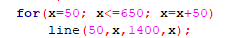 for(x=50; x<=650; x=x+50)
line(50,x,1400,x);